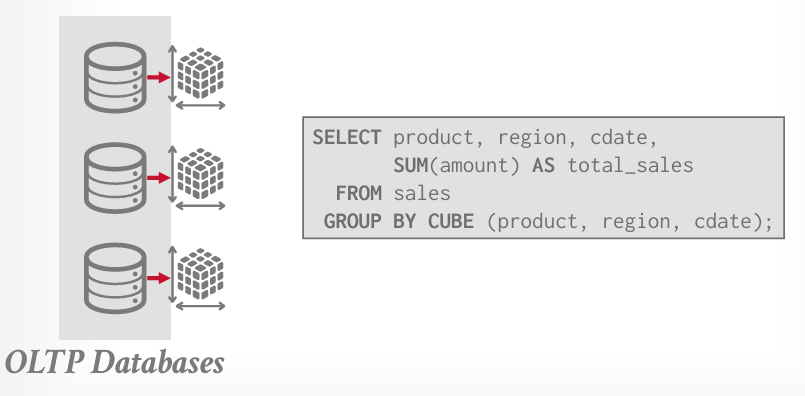 SELECT product, region, cdate,
SUM(amount) AS total_sales
FROM sales
GROUP BY CUBE (product, region, cdate);
OLTP Databases